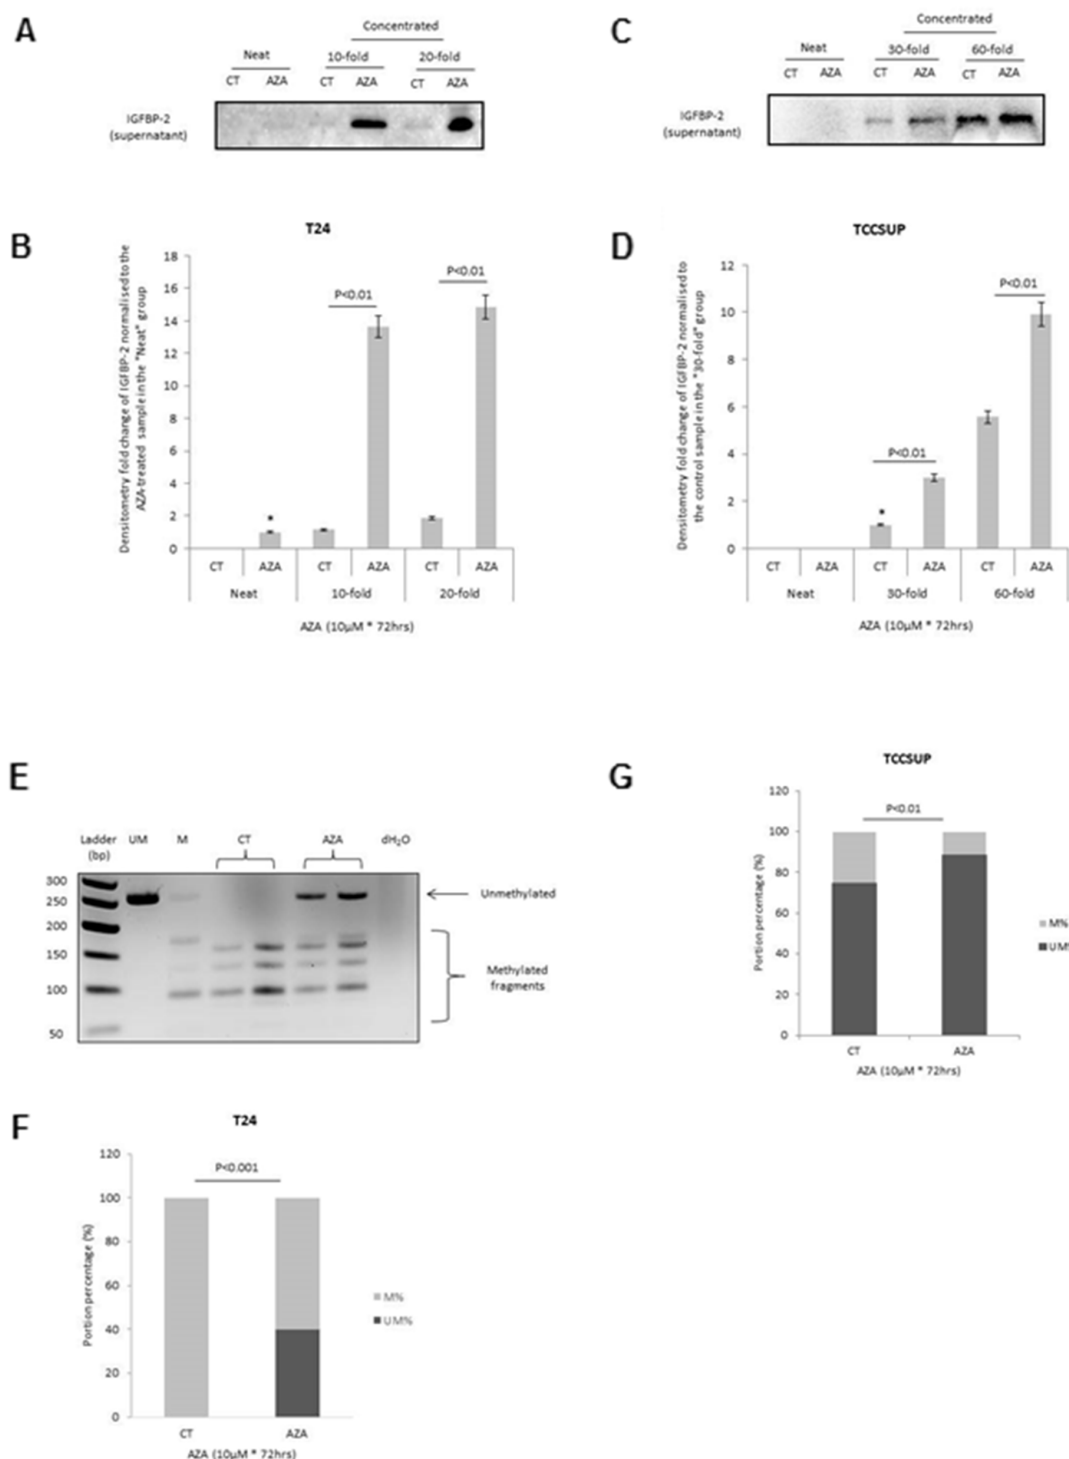 A
Concentrated
Neat
10-fold
20-fold
CT
AZA
CT
AZA
CT
AZA
IGFBP-2
(supernatant)
C
Concentrated
Neat
30-fold
60-fold
CT
AZA
CT
AZA
CT
AZA
IGFBP-2
(supernatant)
B
T24
Densitometry fold change of IGFBP-2 normalised to the
AZA-treated sample in the "Neat" group
18
16
14
12
10
8
6
4
2
0
*
P<0.01
P<0.01
CT
AZA
CT
AZA
CT
AZA
Neat
10-fold
20-fold
AZA (10µM * 72hrs)
D
TCCSUP
Densitometry fold change of IGFBP-2 normalised to
the control sample in the "30-fold" group
12
10
8
6
4
2
0
*
P<0.01
P<0.01
CT
AZA
CT
AZA
CT
AZA
Neat
30-fold
60-fold
AZA (10µM * 72hrs)
E
Ladder
(bp)
UM
M
CT
AZA
dH₂O
300
250
200
150
100
50
Unmethylated
Methylated
fragments
G
TCCSUP
Portion percentage (%)
120
100
80
60
40
20
0
P<0.01
M%
UM%
CT
AZA
AZA (10µM * 72hrs)
F
T24
Portion percentage (%)
120
100
80
60
40
20
0
P<0.001
M%
UM%
CT
AZA
AZA (10µM * 72hrs)